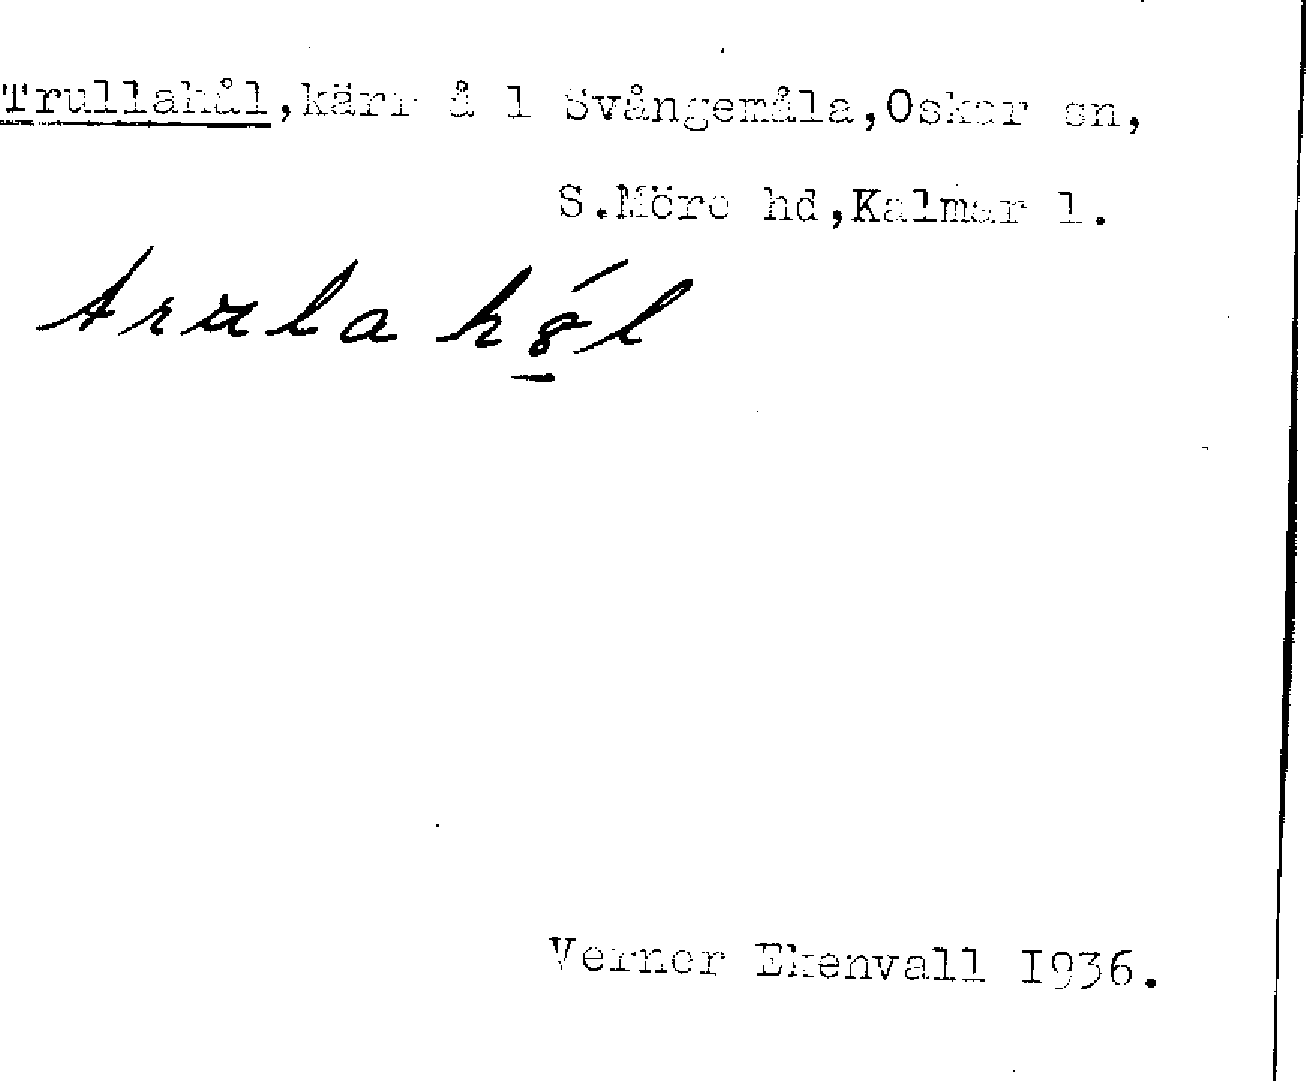 Trullahål,kärr å 1 Svångemåla,Oskar sn,
S.Möre hd,Kalmar l.
Verner Ekenvall 1936.